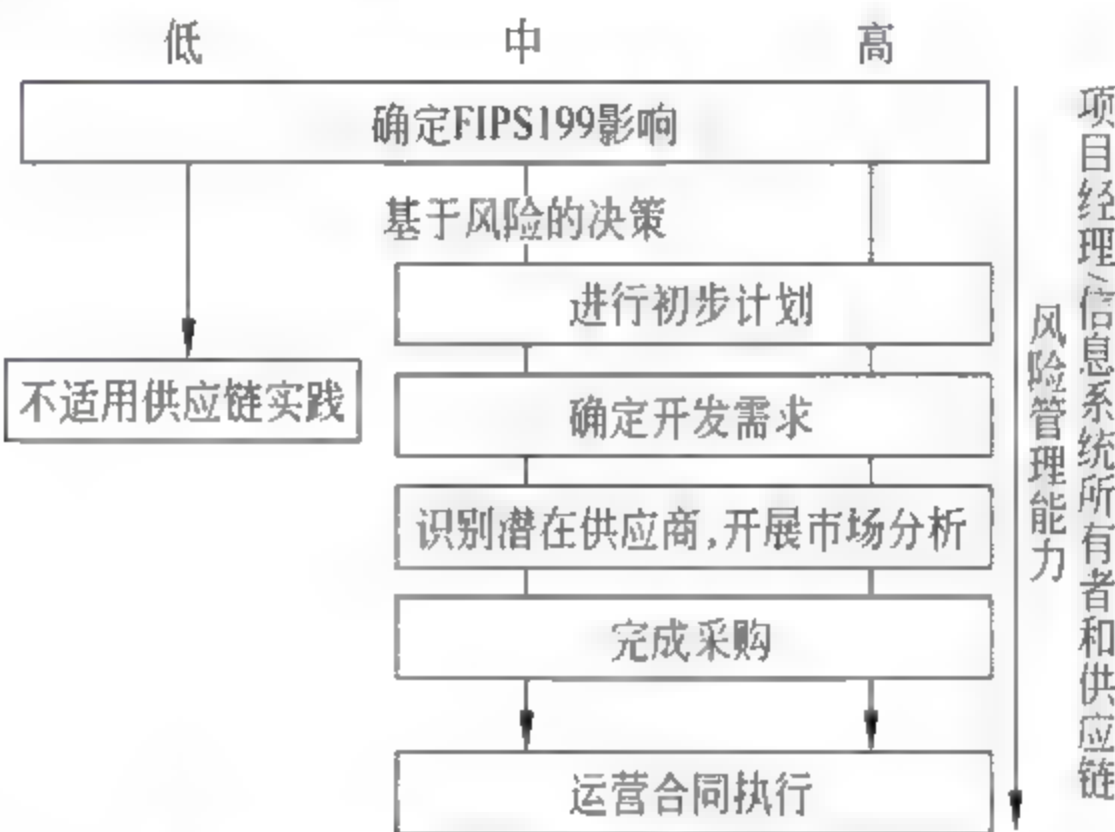 低 中 高
确定FIPS199影响
基于风险的决策
进行初步计划
不适用供应链实践
确定开发需求
识别潜在供应商,开展市场分析
完成采购
运营合同执行
风险管理能力
项目经理/信息系统所有者和供应链